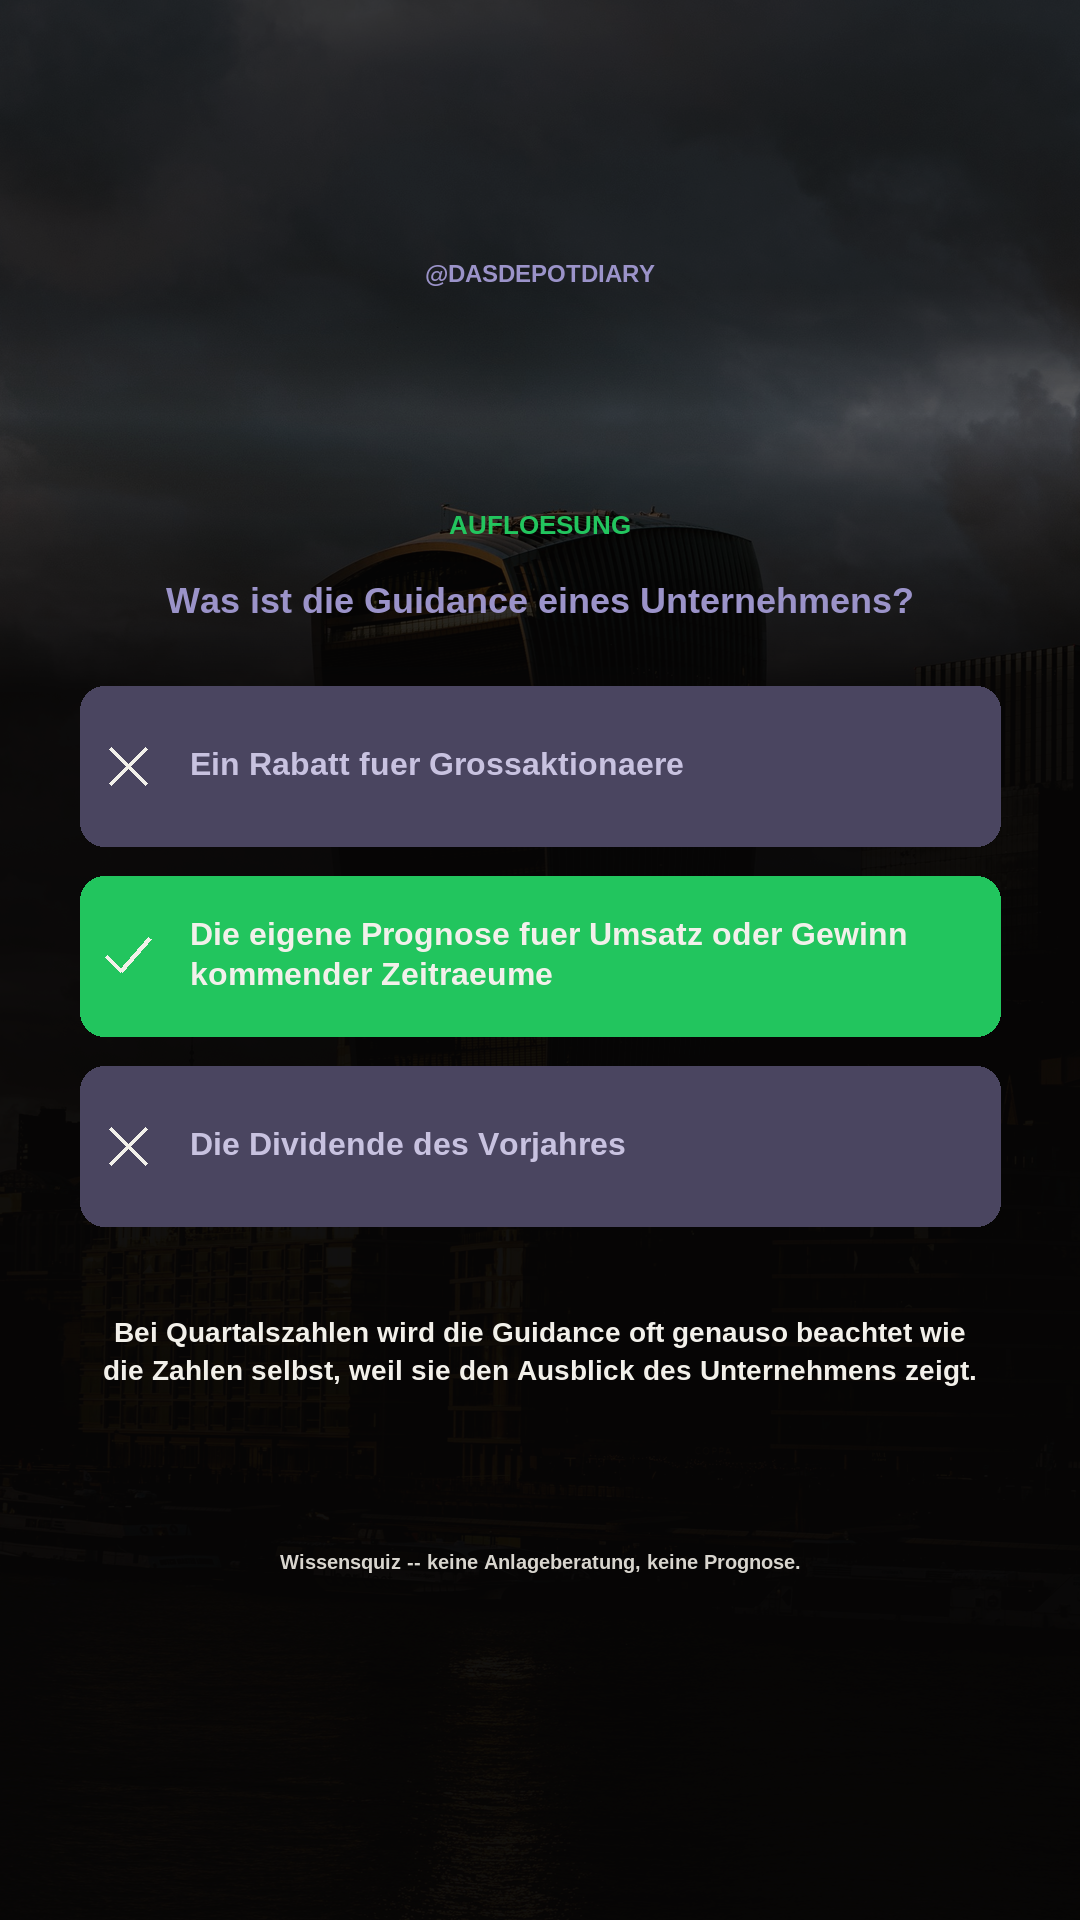 @DASDEPOTDIARY
AUFLOESUNG
Was ist die Guidance eines Unternehmens?
Ein Rabatt fuer Grossaktionaere
Die eigene Prognose fuer Umsatz oder Gewinn
kommender Zeitraeume
Die Dividende des Vorjahres
Bei Quartalszahlen wird die Guidance oft genauso beachtet wie
die Zahlen selbst, weil sie den Ausblick des Unternehmens zeigt.
Wissensquiz -- keine Anlageberatung, keine Prognose.